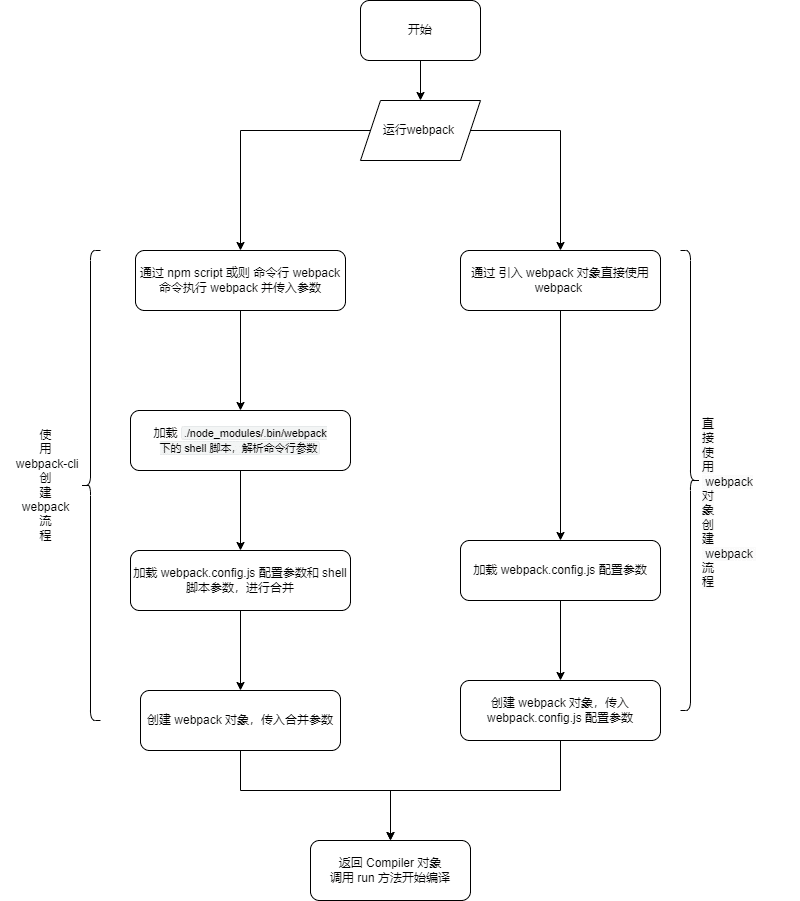 开始
运行webpack
通过 npm script 或则 命令行 webpack
命令执行 webpack 并传入参数
通过 引入 webpack 对象直接使用
webpack
加载 ./node_modules/.bin/webpack
下的 shell 脚本，解析命令行参数
使
用
webpack-cli
创
建
webpack
流
程
直
接
使
用
webpack
对
象
创
建
webpack
流
程
加载 webpack.config.js 配置参数和 shell
脚本参数，进行合并
加载 webpack.config.js 配置参数
创建 webpack 对象，传入合并参数
创建 webpack 对象，传入
webpack.config.js 配置参数
返回 Compiler 对象
调用 run 方法开始编译